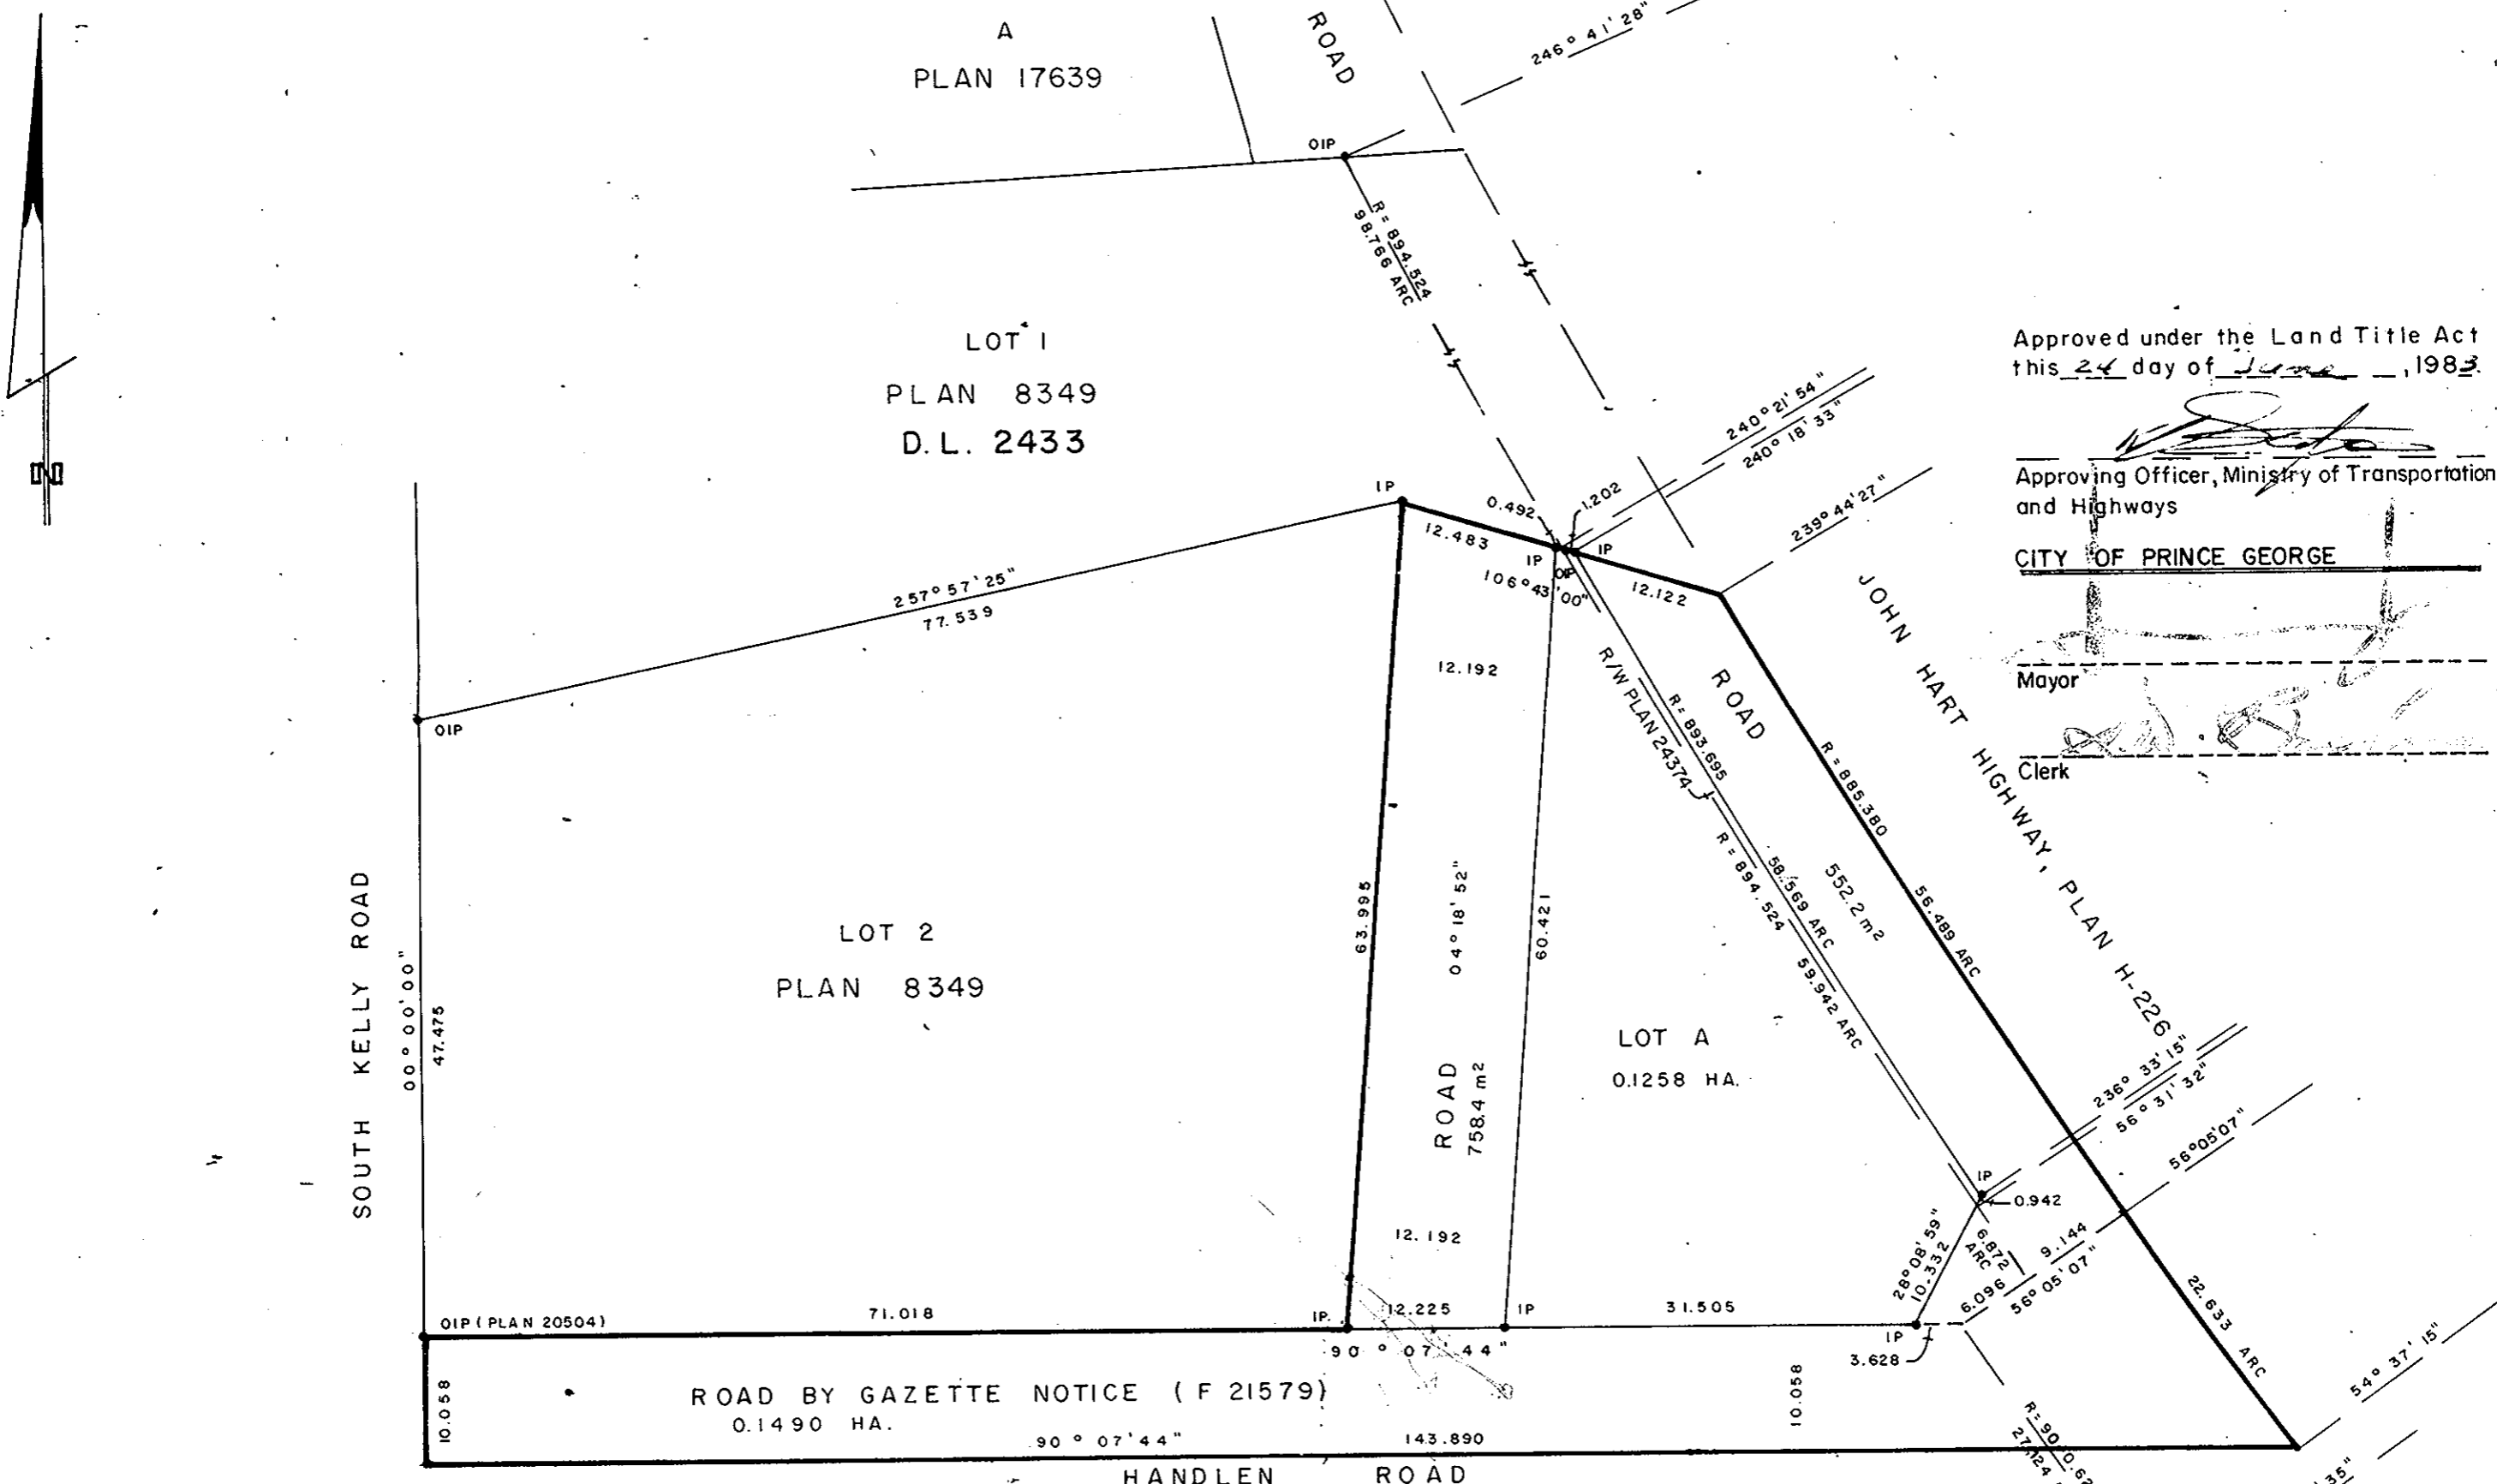 A
PLAN 17639
ROAD
246° 41' 28"
OIP
R = 894.524
98.766 ARC
LOT 1
PLAN 8349
D.L. 2433
Approved under the Land Title Act
this 24 day of June, 1983.
Approving Officer, Ministry of Transportation
and Highways
CITY OF PRINCE GEORGE
Mayor
Clerk
240° 21' 54"
240° 18' 33"
239° 44' 27"
N
IP
0.492
1.202
12.483
IP
OIP
IP
106° 43' 00"
12.122
257° 57' 25"
77.539
OIP
12.192
R/W PLAN 24374
R = 893.695
ROAD
JOHN HART HIGHWAY, PLAN H-226
R = 885.380
56.489 ARC
552.2 m2
58.569 ARC
R = 894.524
59.942 ARC
63.995
04° 18' 52"
60.421
LOT 2
PLAN 8349
SOUTH KELLY ROAD
00° 00' 00"
47.475
LOT A
0.1258 HA.
ROAD
758.4 m2
236° 33' 15"
56° 31' 32"
56° 05' 07"
IP
0.942
12.192
28° 08' 59"
10.332
6.872
ARC
9.144
6.096
56° 05' 07"
22.633 ARC
OIP (PLAN 20504)
71.018
IP.
12.225
IP
31.505
IP
3.628
90° 07' 44"
54° 37' 15"
10.058
ROAD BY GAZETTE NOTICE (F 21579)
0.1490 HA.
10.058
90° 07' 44"
143.890
HANDLEN ROAD
35"